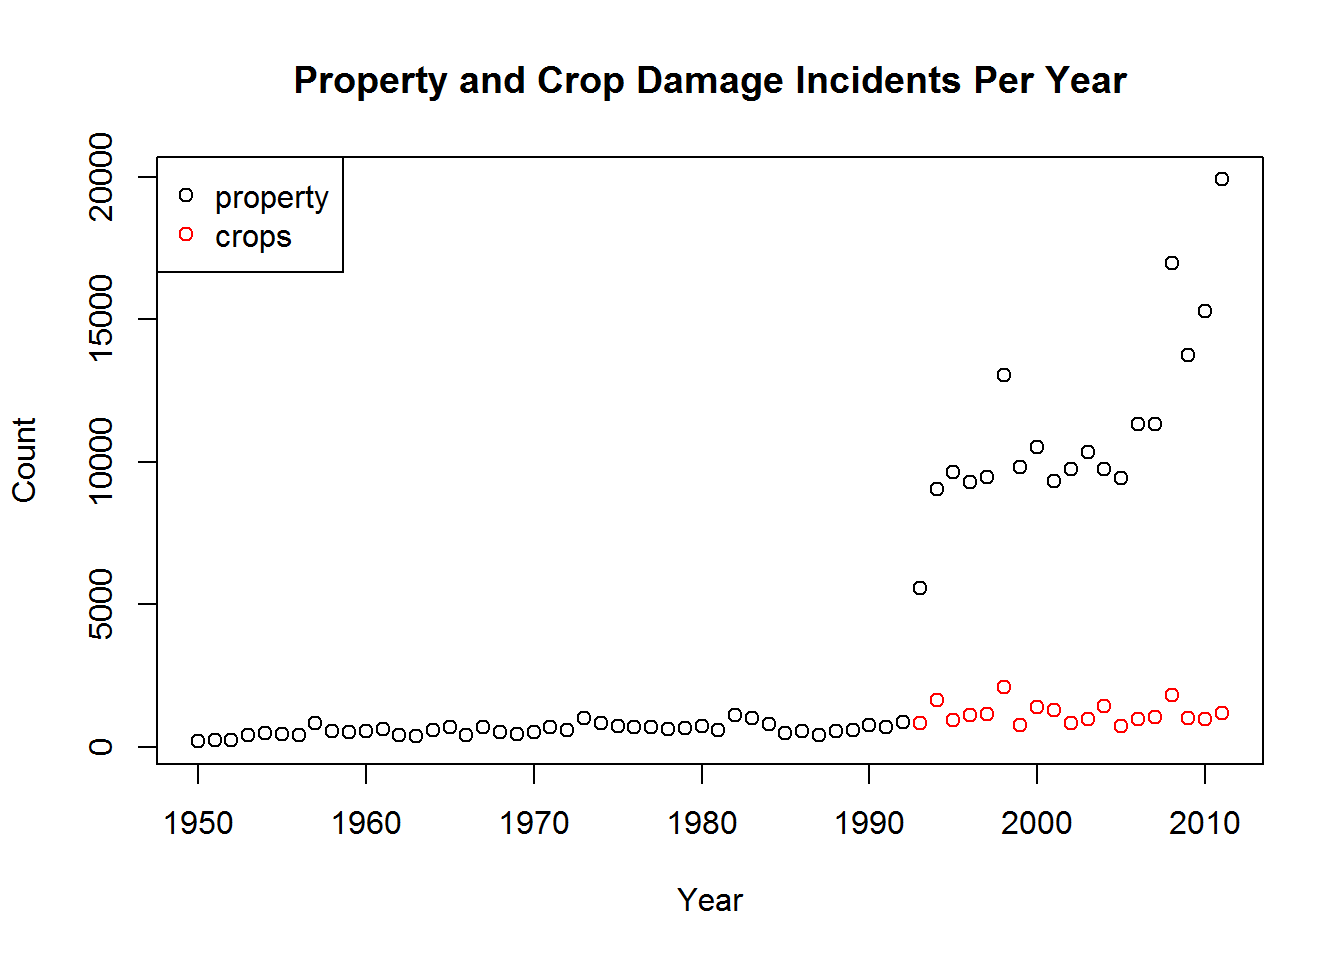 Property and Crop Damage Incidents Per Year
property
crops
20000
15000
10000
5000
0
Count
1950 1960 1970 1980 1990 2000 2010
Year